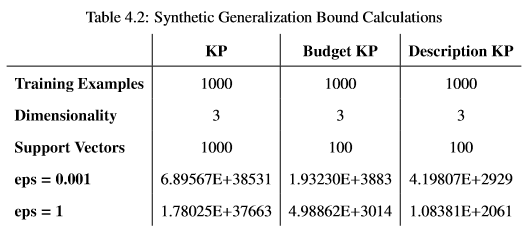 Table 4.2: Synthetic Generalization Bound Calculations
KP Budget KP Description KP
Training Examples 1000 1000 1000
Dimensionality 3 3 3
Support Vectors 1000 100 100
eps = 0.001 6.89567E+38531 1.93230E+3883 4.19807E+2929
eps = 1 1.78025E+37663 4.98862E+3014 1.08381E+2061